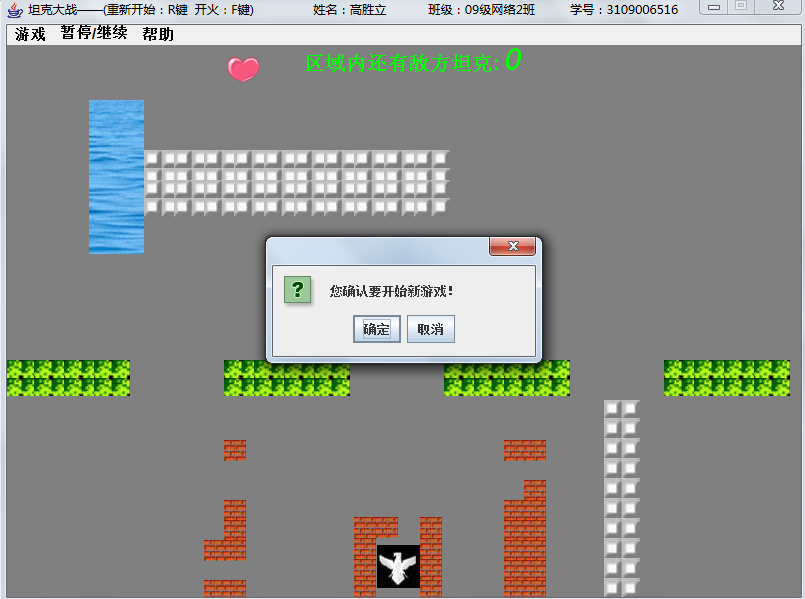 坦克大战——(重新开始：R键 开火：F键) 姓名：高胜立 班级：09级网络2班 学号：3109006516
游戏 暂停/继续 帮助
区域内还有敌方坦克: 0
您确认要开始新游戏!
确定 取消